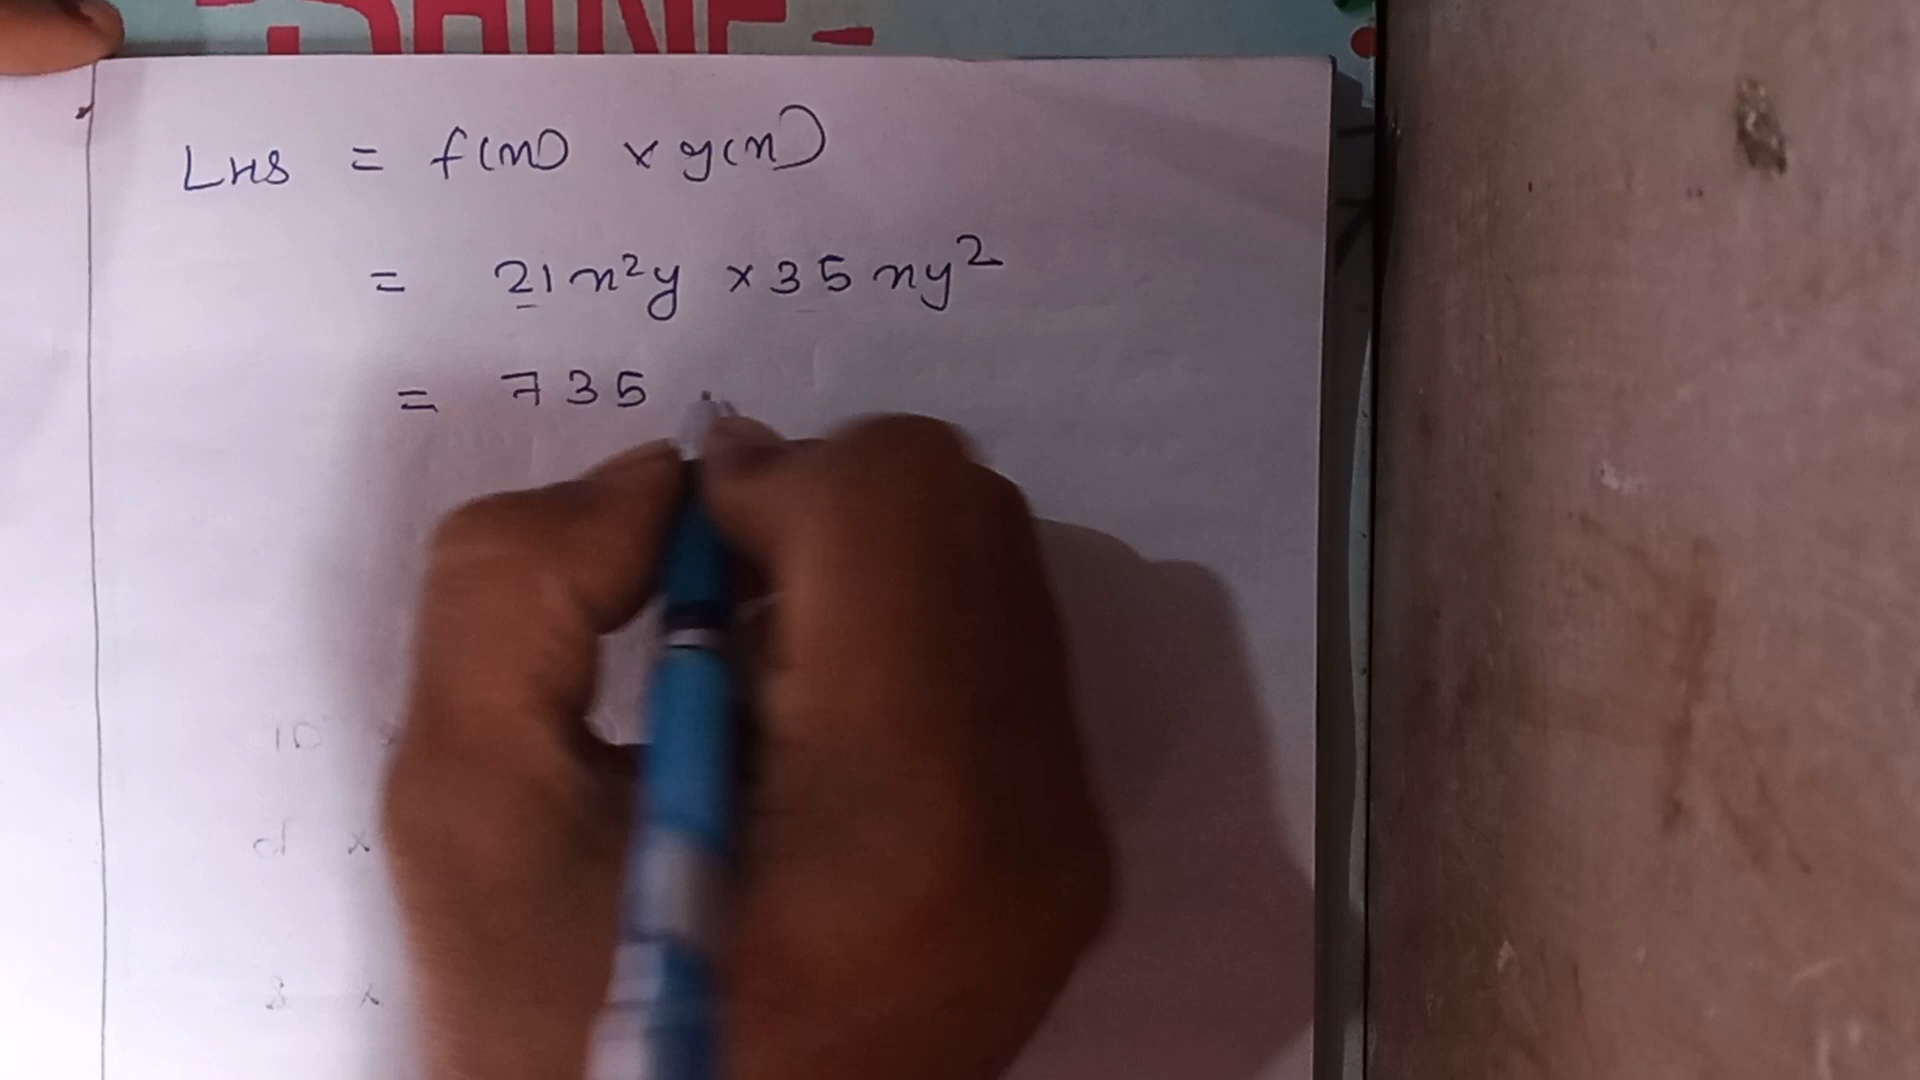 LHS = f(x) × g(x)
= 21x²y × 35xy²
= 735